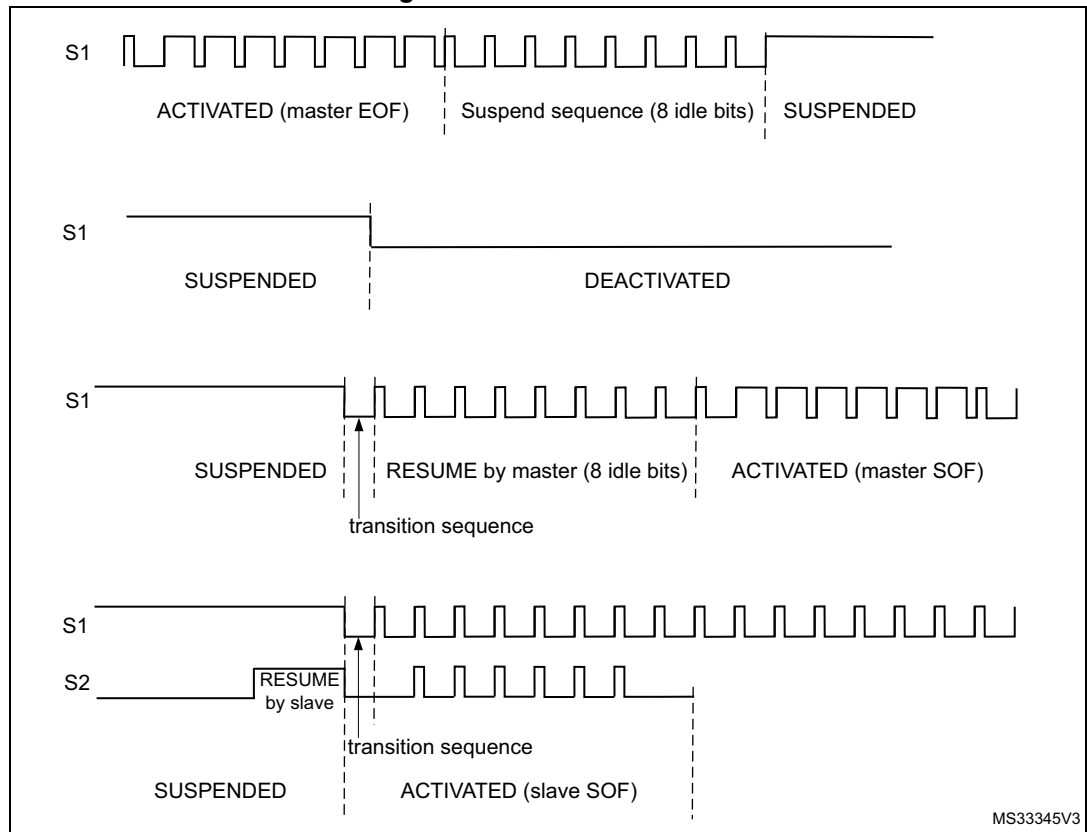 S1
ACTIVATED (master EOF) Suspend sequence (8 idle bits) SUSPENDED
S1
SUSPENDED DEACTIVATED
S1
SUSPENDED RESUME by master (8 idle bits) ACTIVATED (master SOF)
transition sequence
S1
S2
RESUME
by slave
transition sequence
SUSPENDED ACTIVATED (slave SOF)
MS33345V3